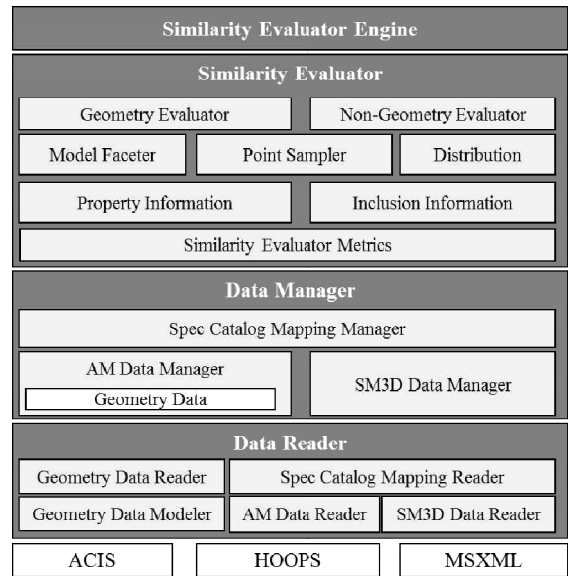 Similarity Evaluator Engine
Similarity Evaluator
Geometry Evaluator
Non-Geometry Evaluator
Model Faceter
Point Sampler
Distribution
Property Information
Inclusion Information
Similarity Evaluator Metrics
Data Manager
Spec Catalog Mapping Manager
AM Data Manager
Geometry Data
SM3D Data Manager
Data Reader
Geometry Data Reader
Spec Catalog Mapping Reader
Geometry Data Modeler
AM Data Reader
SM3D Data Reader
ACIS
HOOPS
MSXML